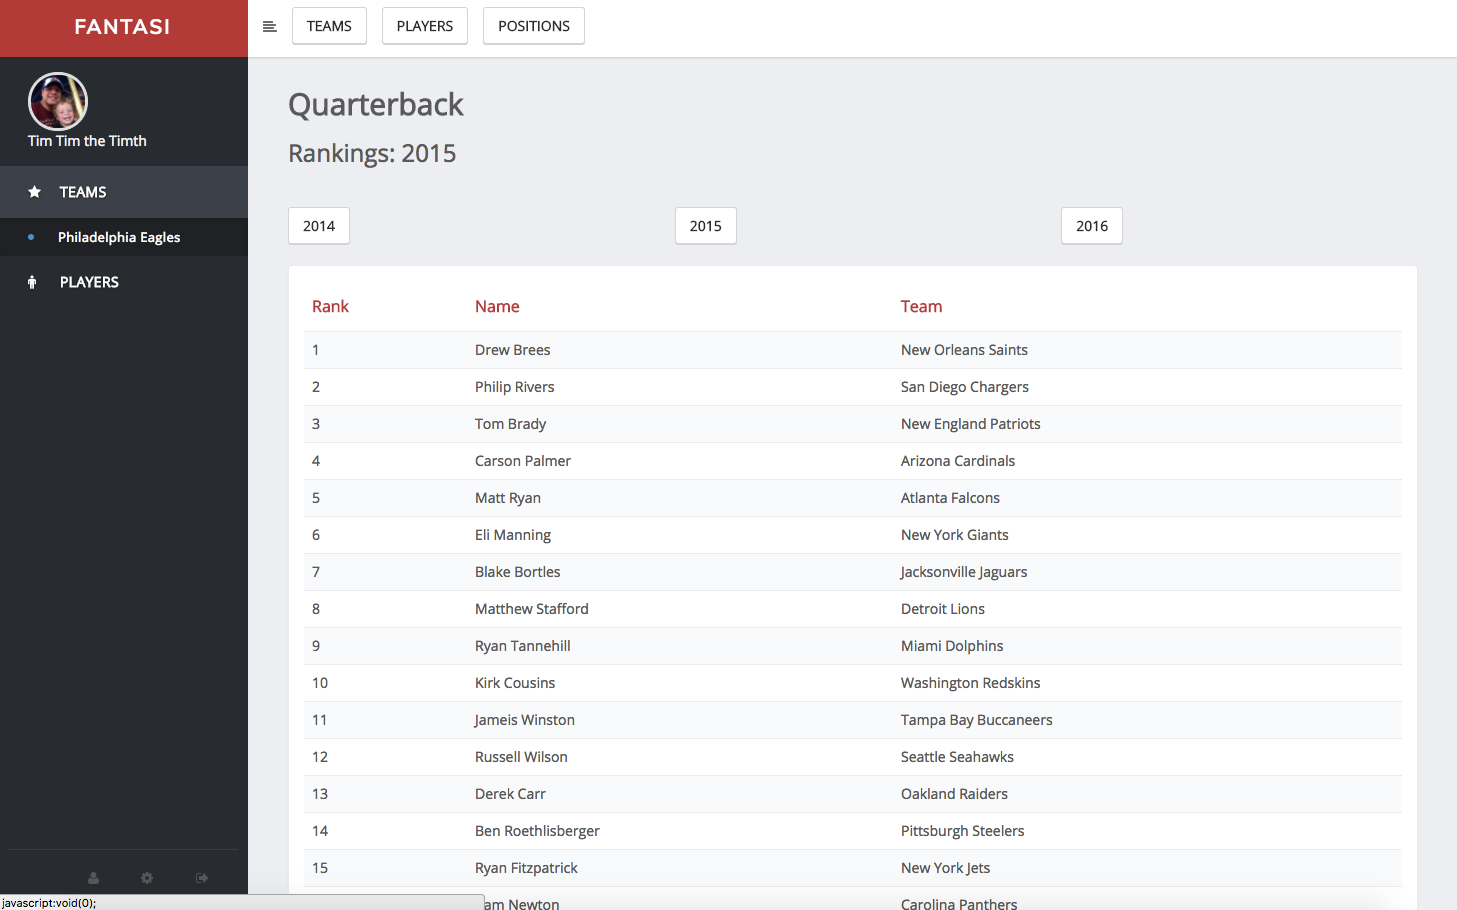 FANTASI
TEAMS PLAYERS POSITIONS
Tim Tim the Timth
TEAMS
Philadelphia Eagles
PLAYERS
Quarterback
Rankings: 2015
2014 2015 2016
Rank Name Team
1 Drew Brees New Orleans Saints
2 Philip Rivers San Diego Chargers
3 Tom Brady New England Patriots
4 Carson Palmer Arizona Cardinals
5 Matt Ryan Atlanta Falcons
6 Eli Manning New York Giants
7 Blake Bortles Jacksonville Jaguars
8 Matthew Stafford Detroit Lions
9 Ryan Tannehill Miami Dolphins
10 Kirk Cousins Washington Redskins
11 Jameis Winston Tampa Bay Buccaneers
12 Russell Wilson Seattle Seahawks
13 Derek Carr Oakland Raiders
14 Ben Roethlisberger Pittsburgh Steelers
15 Ryan Fitzpatrick New York Jets
am Newton Carolina Panthers
javascript:void(0);